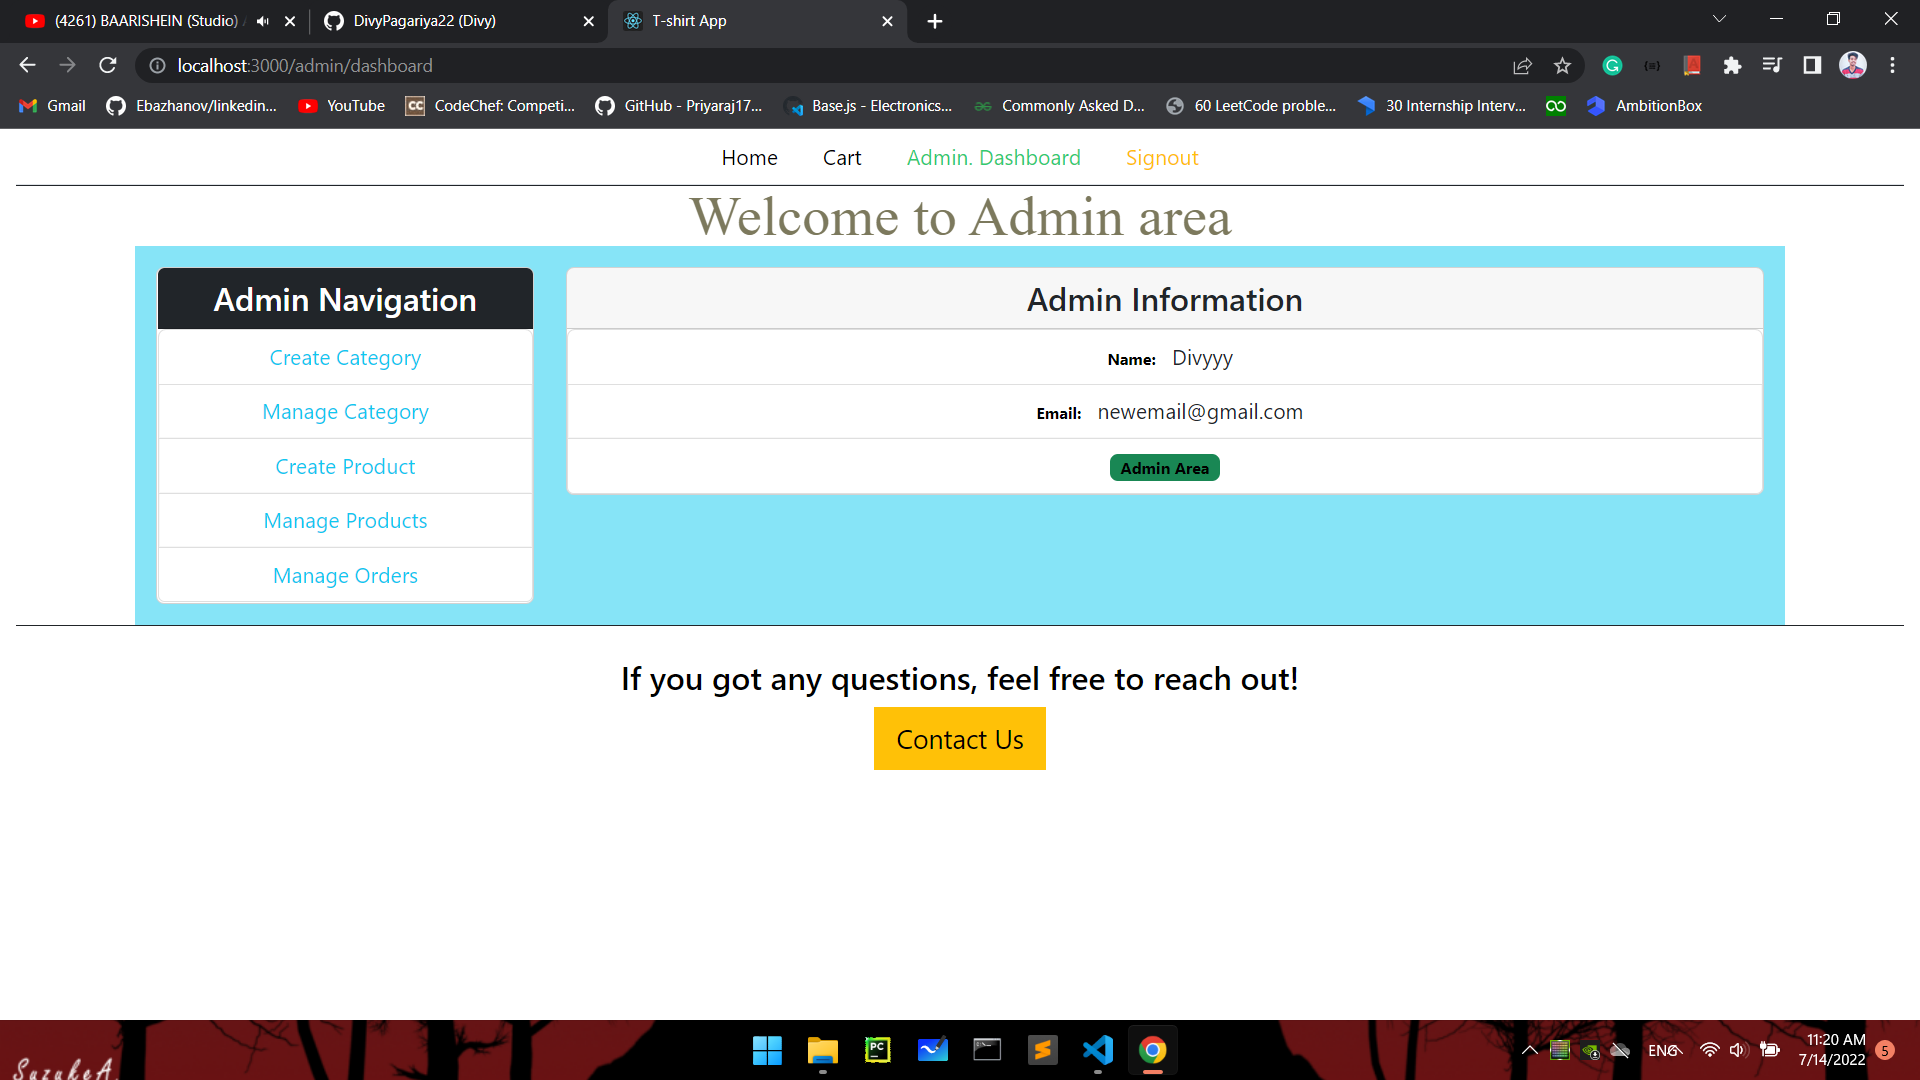 (4261) BAARISHEIN (Studio)
DivyPagariya22 (Divy)
T-shirt App
localhost:3000/admin/dashboard
Gmail
Ebazhanov/linkedin...
YouTube
CodeChef: Competi...
GitHub - Priyaraj17...
Base.js - Electronics...
Commonly Asked D...
60 LeetCode proble...
30 Internship Interv...
AmbitionBox
Home
Cart
Admin. Dashboard
Signout
Welcome to Admin area
Admin Navigation
Create Category
Manage Category
Create Product
Manage Products
Manage Orders
Admin Information
Name: Divyyy
Email: newemail@gmail.com
Admin Area
If you got any questions, feel free to reach out!
Contact Us
SuzukeA.
ENG
11:20 AM
7/14/2022
5